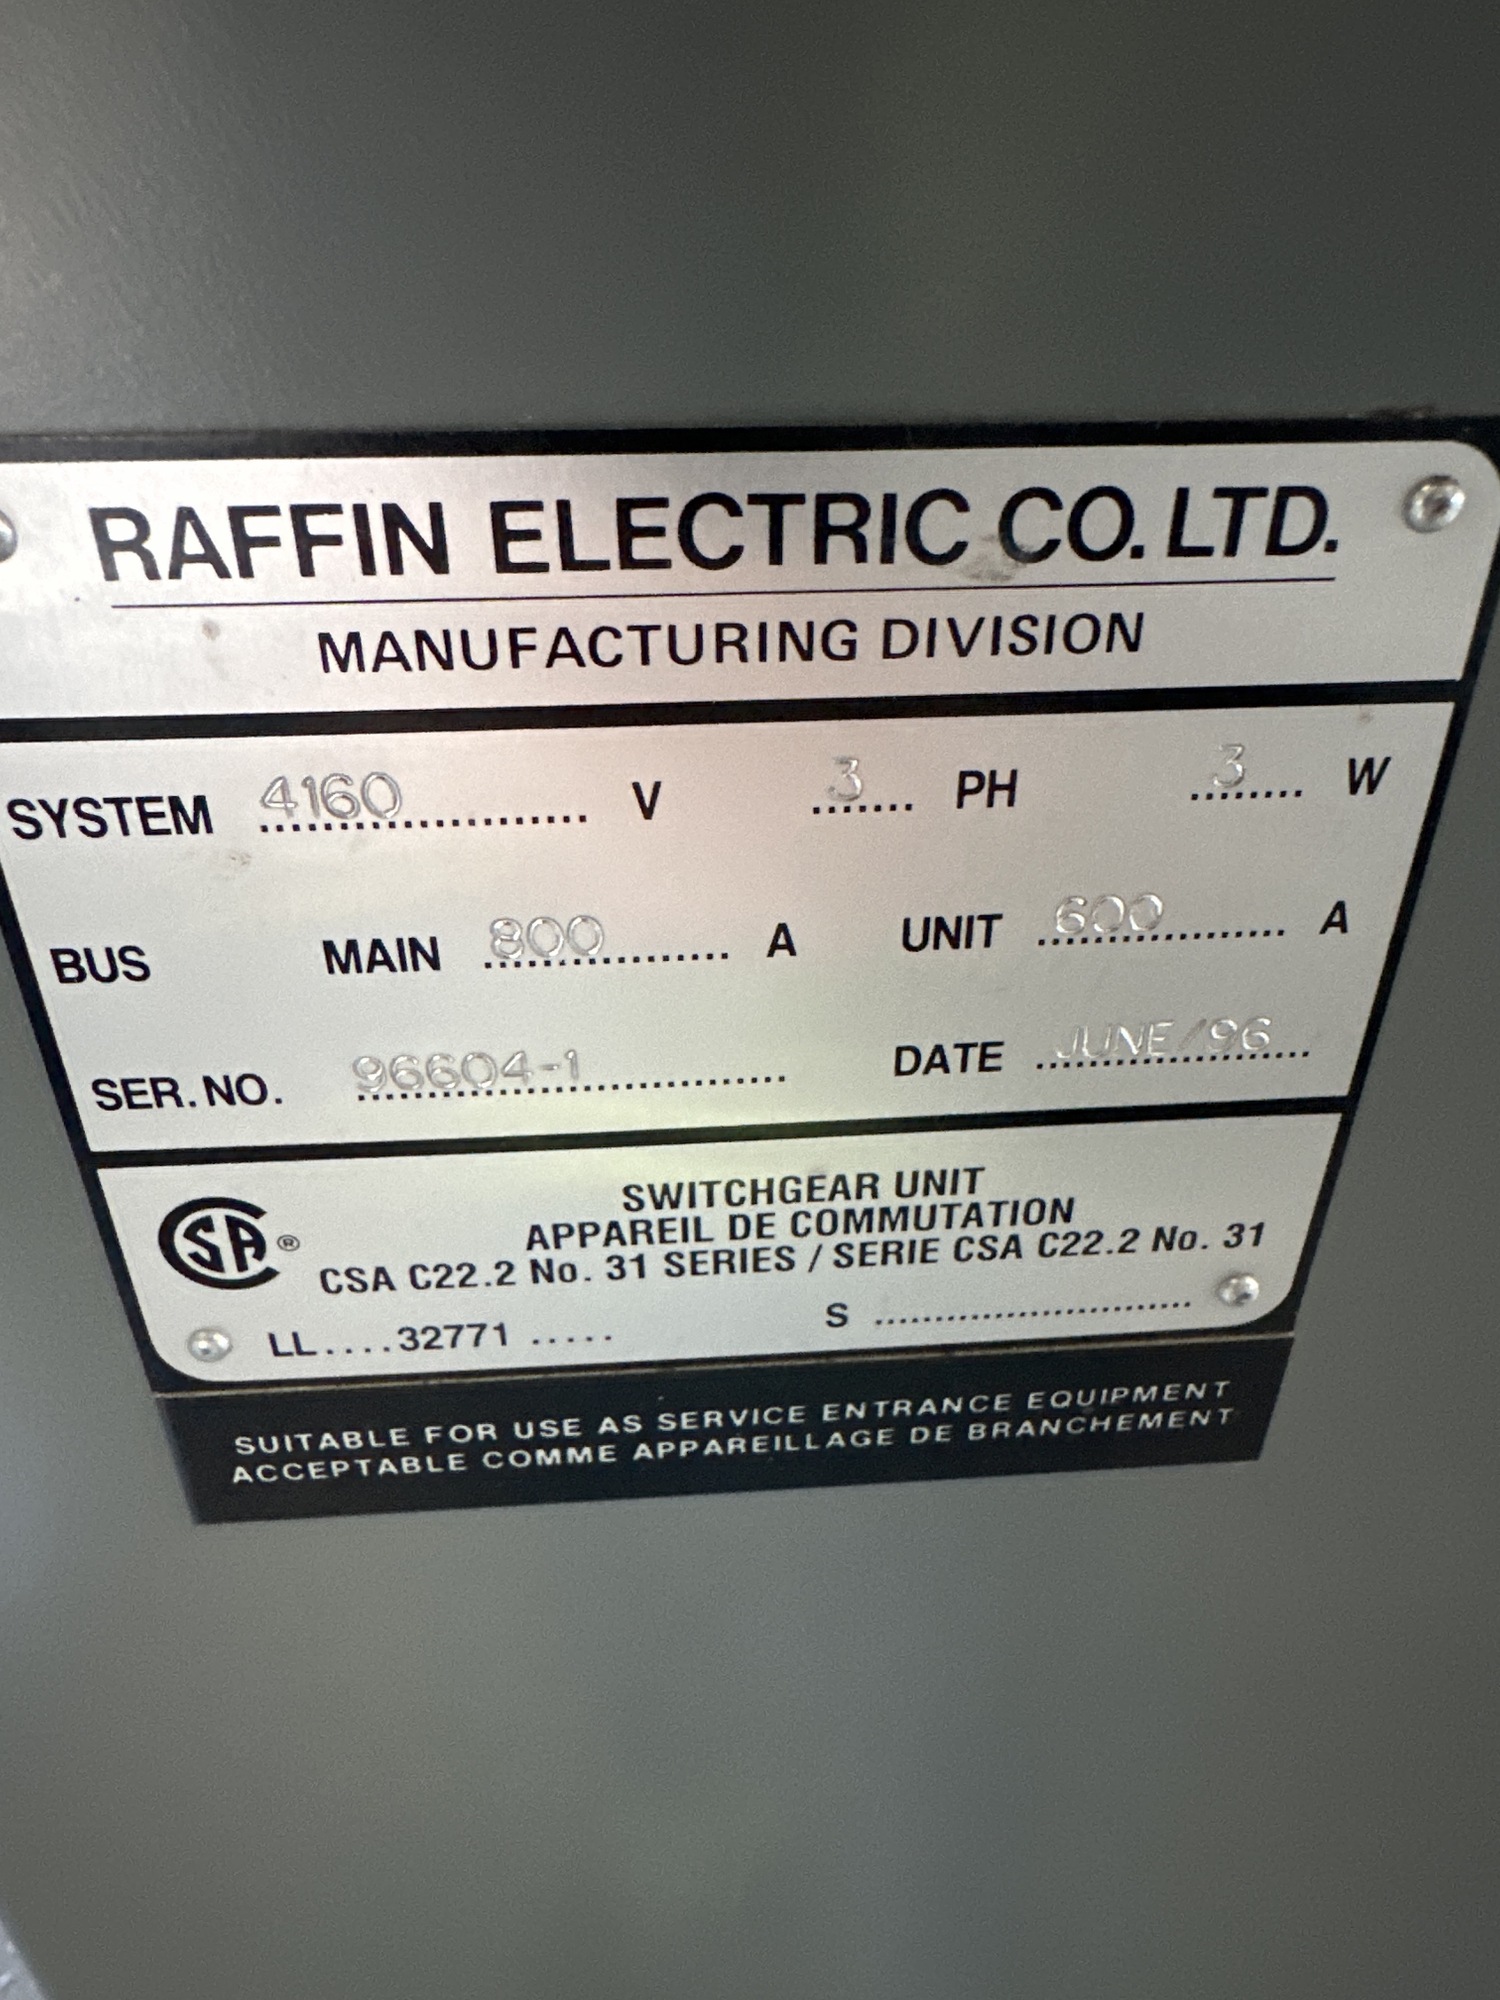 RAFFIN ELECTRIC CO. LTD.
MANUFACTURING DIVISION
SYSTEM 4160 V 3 PH 3 W
BUS MAIN 800 A UNIT 600 A
SER. NO. 96604-1 DATE JUNE/96
SWITCHGEAR UNIT
APPAREIL DE COMMUTATION
CSA ® CSA C22.2 No. 31 SERIES / SERIE CSA C22.2 No. 31
LL....32771..... S ..............................
SUITABLE FOR USE AS SERVICE ENTRANCE EQUIPMENT
ACCEPTABLE COMME APPAREILLAGE DE BRANCHEMENT